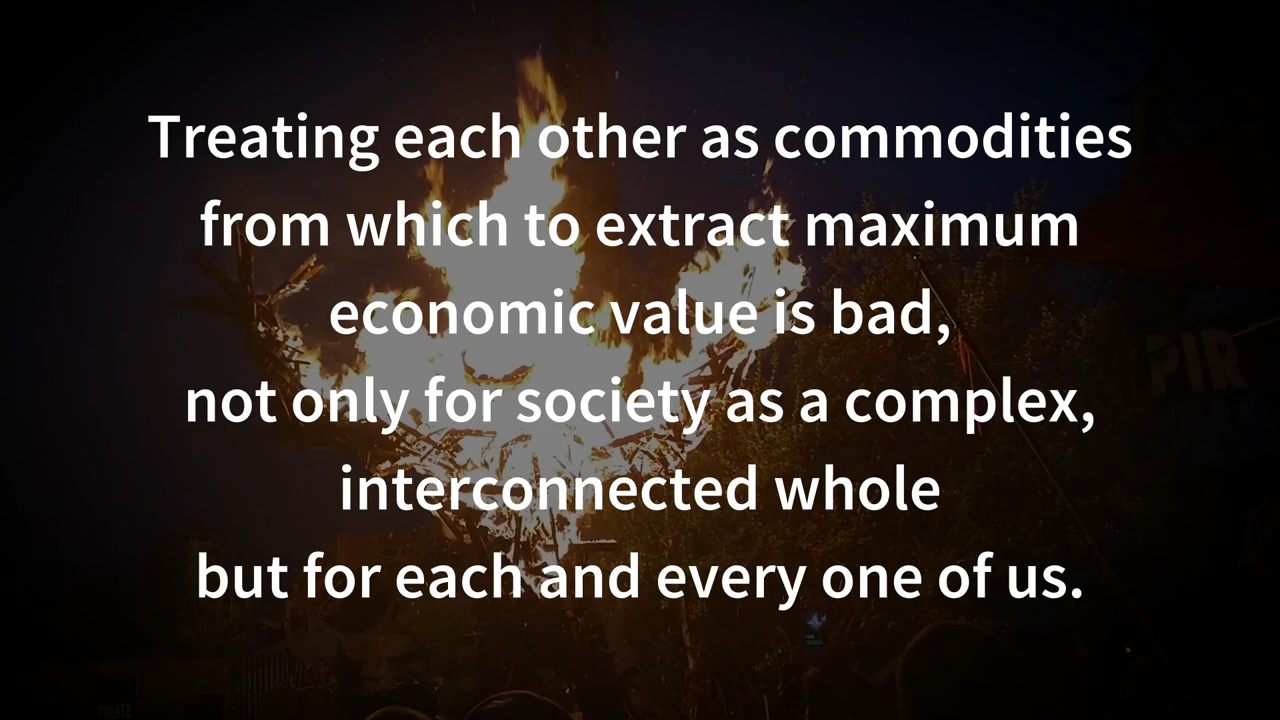 Treating each other as commodities
from which to extract maximum
economic value is bad,
not only for society as a complex,
interconnected whole
but for each and every one of us.
PIR